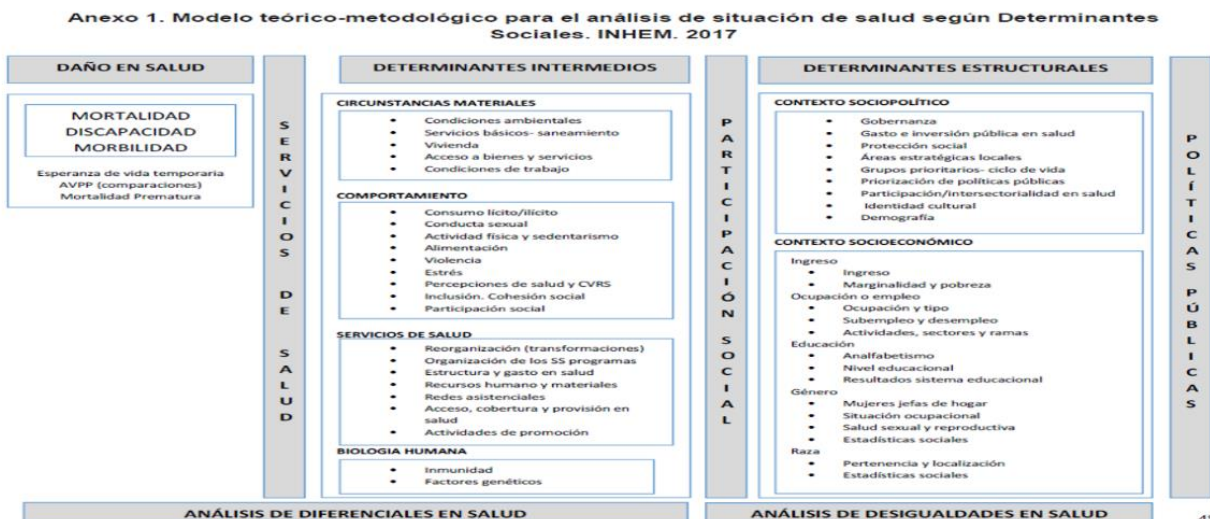 Anexo 1. Modelo teórico-metodológico para el análisis de situación de salud según Determinantes
Sociales. INHEM. 2017
DAÑO EN SALUD
MORTALIDAD
DISCAPACIDAD
MORBILIDAD
Esperanza de vida temporaria
AVPP (comparaciones)
Mortalidad Prematura
SERVICIOS DE SALUD
DETERMINANTES INTERMEDIOS
CIRCUNSTANCIAS MATERIALES
• Condiciones ambientales
• Servicios básicos- saneamiento
• Vivienda
• Acceso a bienes y servicios
• Condiciones de trabajo
COMPORTAMIENTO
• Consumo lícito/ilícito
• Conducta sexual
• Actividad física y sedentarismo
• Alimentación
• Violencia
• Estrés
• Percepciones de salud y CVRS
• Inclusión. Cohesión social
• Participación social
SERVICIOS DE SALUD
• Reorganización (transformaciones)
• Organización de los SS programas
• Estructura y gasto en salud
• Recursos humano y materiales
• Redes asistenciales
• Acceso, cobertura y provisión en
salud
• Actividades de promoción
BIOLOGIA HUMANA
• Inmunidad
• Factores genéticos
PARTICIPACIÓN SOCIAL
DETERMINANTES ESTRUCTURALES
CONTEXTO SOCIOPOLÍTICO
• Gobernanza
• Gasto e inversión pública en salud
• Protección social
• Áreas estratégicas locales
• Grupos prioritarios- ciclo de vida
• Priorización de políticas públicas
• Participación/intersectorialidad en salud
• Identidad cultural
• Demografía
CONTEXTO SOCIOECONÓMICO
Ingreso
• Ingreso
• Marginalidad y pobreza
Ocupación o empleo
• Ocupación y tipo
• Subempleo y desempleo
• Actividades, sectores y ramas
Educación
• Analfabetismo
• Nivel educacional
• Resultados sistema educacional
Género
• Mujeres jefas de hogar
• Situación ocupacional
• Salud sexual y reproductiva
• Estadísticas sociales
Raza
• Pertenencia y localización
• Estadísticas sociales
POLÍTICAS PÚBLICAS
ANÁLISIS DE DIFERENCIALES EN SALUD
ANÁLISIS DE DESIGUALDADES EN SALUD